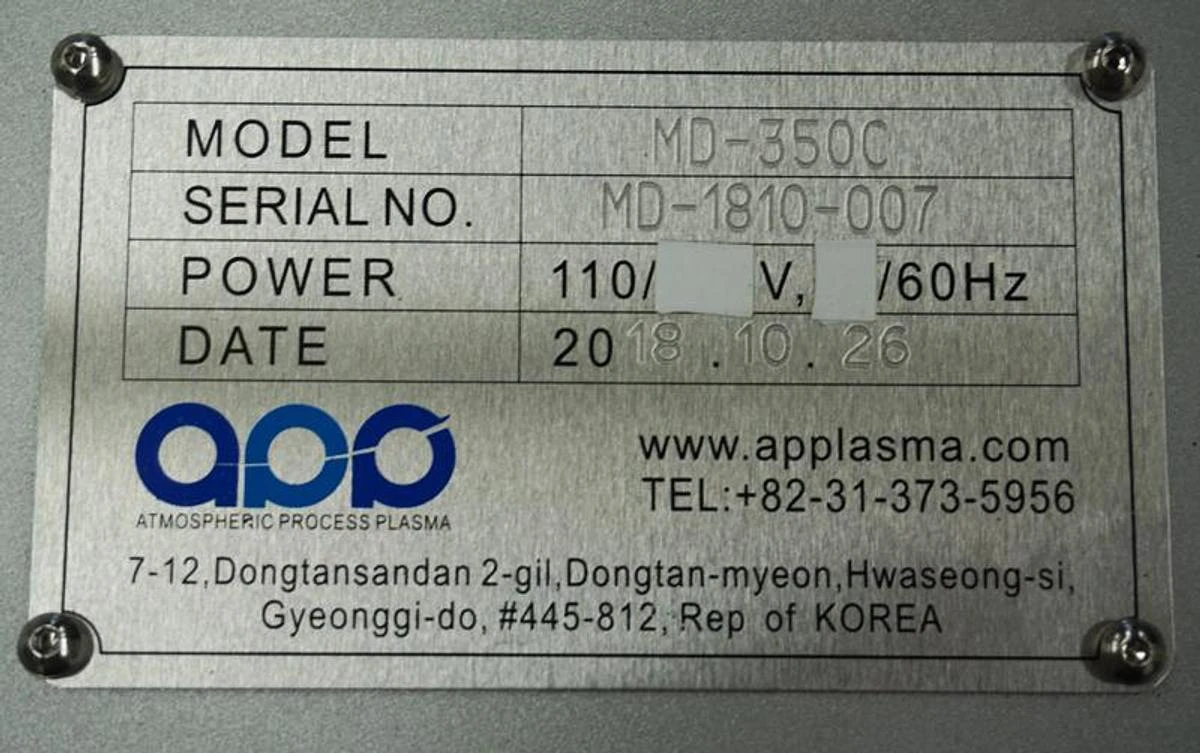 MODEL MD-350C
SERIAL NO. MD-1810-007
POWER 110/ V, /60Hz
DATE 2018.10.26
app
ATMOSPHERIC PROCESS PLASMA
www.applasma.com
TEL:+82-31-373-5956
7-12,Dongtansandan 2-gil,Dongtan-myeon,Hwaseong-si,
Gyeonggi-do, #445-812, Rep of KOREA